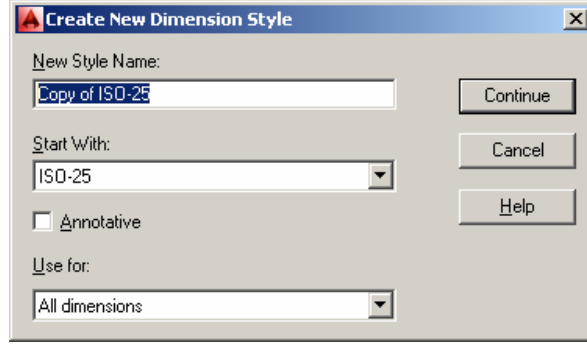 Create New Dimension Style
New Style Name:
Copy of ISO-25
Continue
Start With:
Cancel
ISO-25
Help
Annotative
Use for:
All dimensions